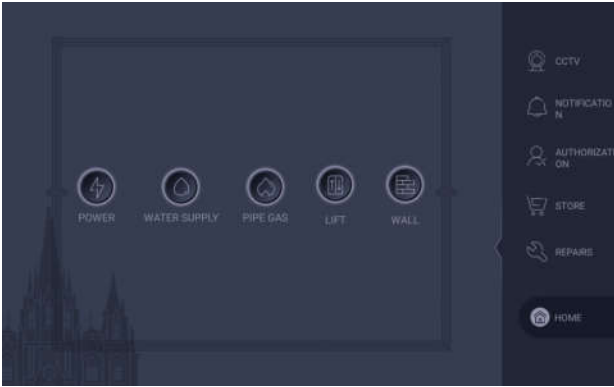 POWER
WATER SUPPLY
PIPE GAS
LIFT
WALL
CCTV
NOTIFICATIO
N
AUTHORIZATI
ON
STORE
REPAIRS
HOME